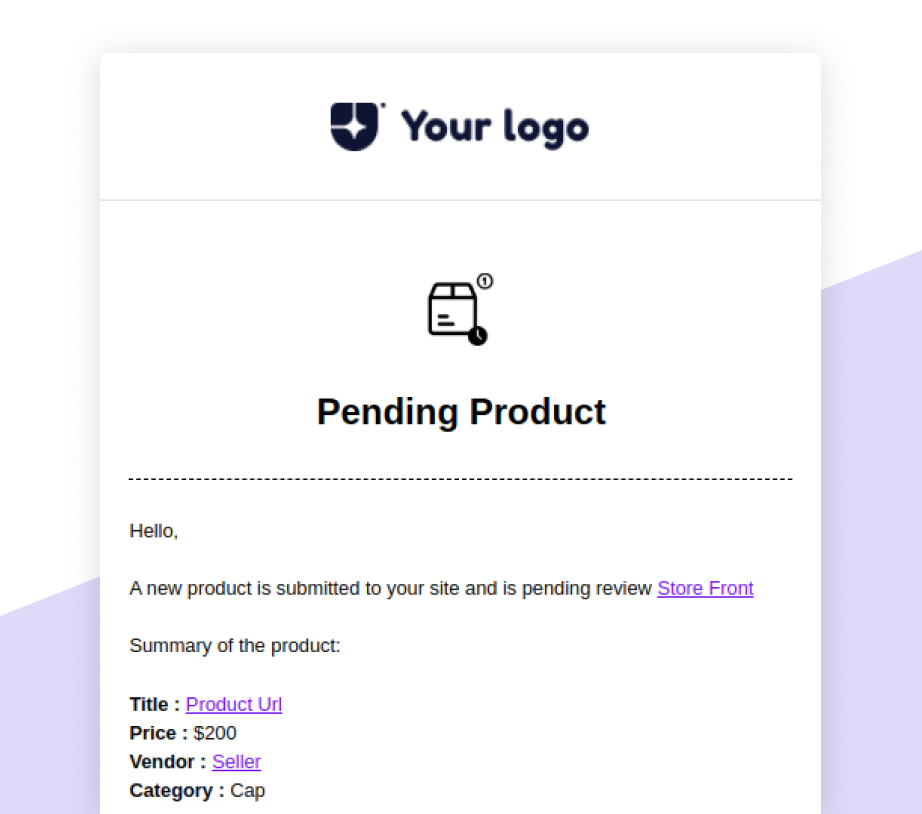 Your logo
1
Pending Product
Hello,
A new product is submitted to your site and is pending review Store Front
Summary of the product:
Title : Product Url
Price : $200
Vendor : Seller
Category : Cap